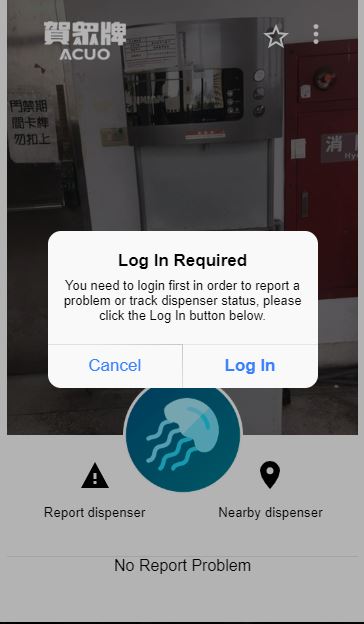 賀眾牌
ACUO
門禁期
間卡牌
勿扣上
消
Hy
Log In Required
You need to login first in order to report a
problem or track dispenser status, please
click the Log In button below.
Cancel
Log In
Report dispenser
Nearby dispenser
No Report Problem